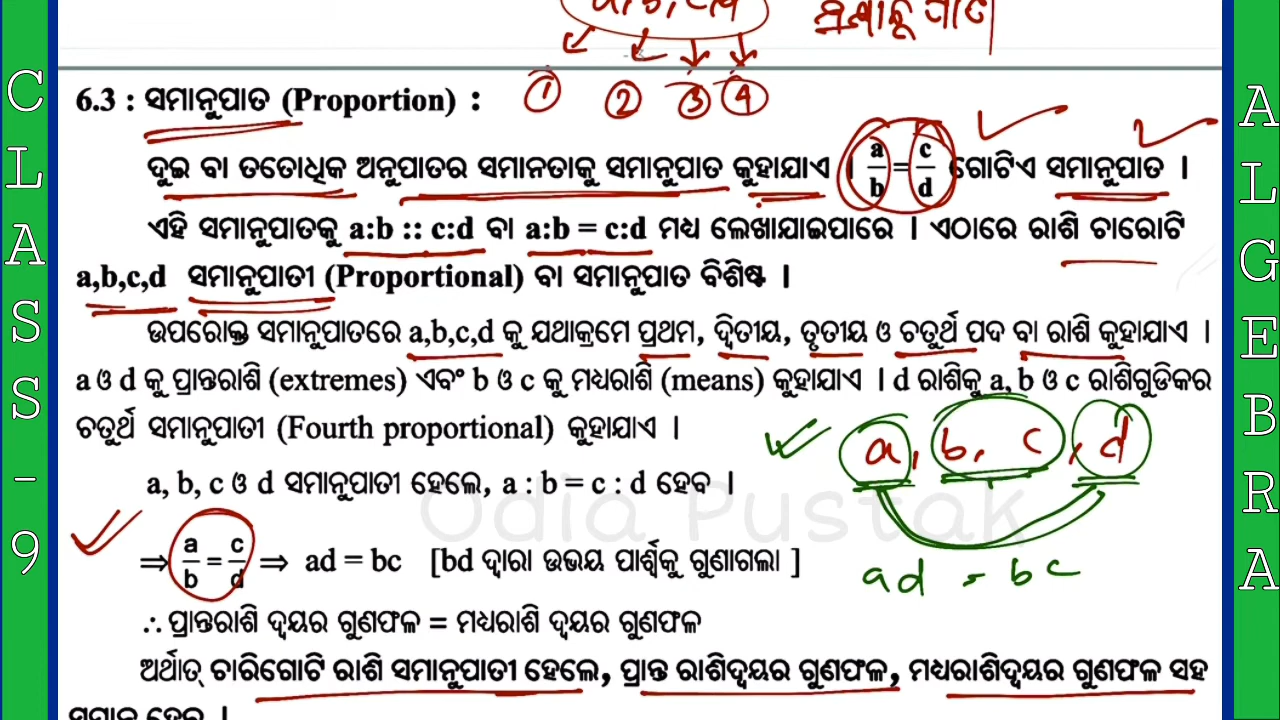 a, b, c, d
① ② ③ ④
6.3 : ସମାନୁପାତ (Proportion) :
ଦୁଇ ବା ତତୋଧିକ ଅନୁପାତର ସମାନତାକୁ ସମାନୁପାତ କୁହାଯାଏ । a/b = c/d ଗୋଟିଏ ସମାନୁପାତ ।
ଏହି ସମାନୁପାତକୁ a:b :: c:d ବା a:b = c:d ମଧ୍ୟ ଲେଖାଯାଇପାରେ । ଏଠାରେ ରାଶି ଚାରୋଟି
a,b,c,d ସମାନୁପାତୀ (Proportional) ବା ସମାନୁପାତ ବିଶିଷ୍ଟ ।
ଉପରୋକ୍ତ ସମାନୁପାତରେ a,b,c,d କୁ ଯଥାକ୍ରମେ ପ୍ରଥମ, ଦ୍ୱିତୀୟ, ତୃତୀୟ ଓ ଚତୁର୍ଥ ପଦ ବା ରାଶି କୁହାଯାଏ ।
a ଓ d କୁ ପ୍ରାନ୍ତରାଶି (extremes) ଏବଂ b ଓ c କୁ ମଧ୍ୟରାଶି (means) କୁହାଯାଏ । d ରାଶିକୁ a, b ଓ c ରାଶିଗୁଡିକର
ଚତୁର୍ଥ ସମାନୁପାତୀ (Fourth proportional) କୁହାଯାଏ ।
a, b, c, d
a, b, c ଓ d ସମାନୁପାତୀ ହେଲେ, a : b = c : d ହେବ ।
Odia Pustak
⇒ a/b = c/d ⇒ ad = bc [bd ଦ୍ୱାରା ଉଭୟ ପାର୍ଶ୍ୱକୁ ଗୁଣାଗଲା ]
ad = bc
∴ ପ୍ରାନ୍ତରାଶି ଦ୍ୱୟର ଗୁଣଫଳ = ମଧ୍ୟରାଶି ଦ୍ୱୟର ଗୁଣଫଳ
ଅର୍ଥାତ୍ ଚାରିଗୋଟି ରାଶି ସମାନୁପାତୀ ହେଲେ, ପ୍ରାନ୍ତ ରାଶିଦ୍ୱୟର ଗୁଣଫଳ, ମଧ୍ୟରାଶିଦ୍ୱୟର ଗୁଣଫଳ ସହ
ସମାନ ହେବ ।
CLASS-9
ALGEBRA